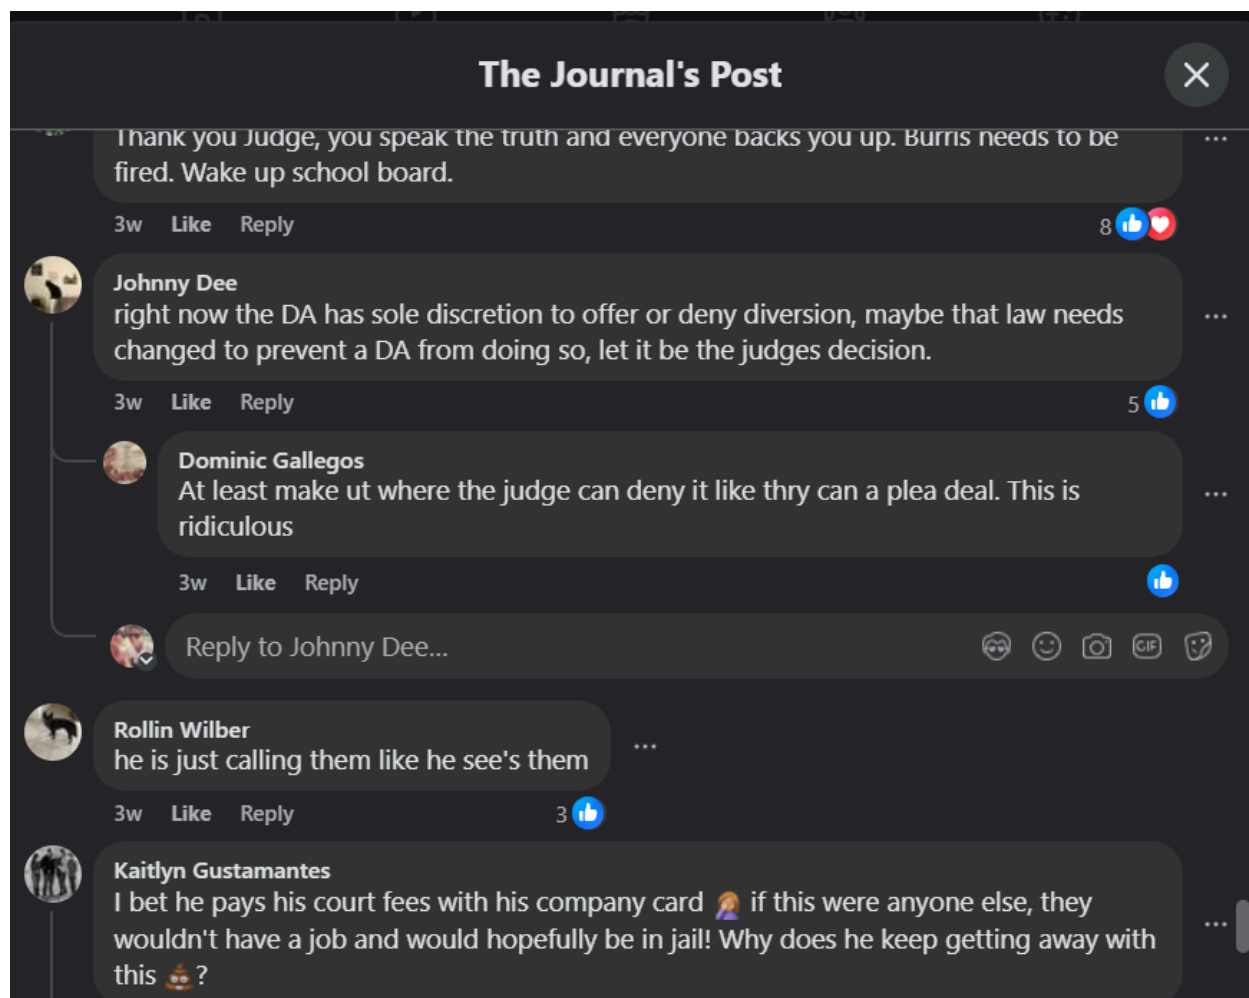 The Journal's Post
Thank you Judge, you speak the truth and everyone backs you up. Burris needs to be
fired. Wake up school board.
3w Like Reply 8
Johnny Dee
right now the DA has sole discretion to offer or deny diversion, maybe that law needs
changed to prevent a DA from doing so, let it be the judges decision.
3w Like Reply 5
Dominic Gallegos
At least make ut where the judge can deny it like thry can a plea deal. This is
ridiculous
3w Like Reply
Reply to Johnny Dee...
GIF
Rollin Wilber
he is just calling them like he see's them
3w Like Reply 3
Kaitlyn Gustamantes
I bet he pays his court fees with his company card 🤦🏼‍♀️ if this were anyone else, they
wouldn't have a job and would hopefully be in jail! Why does he keep getting away with
this 💩?